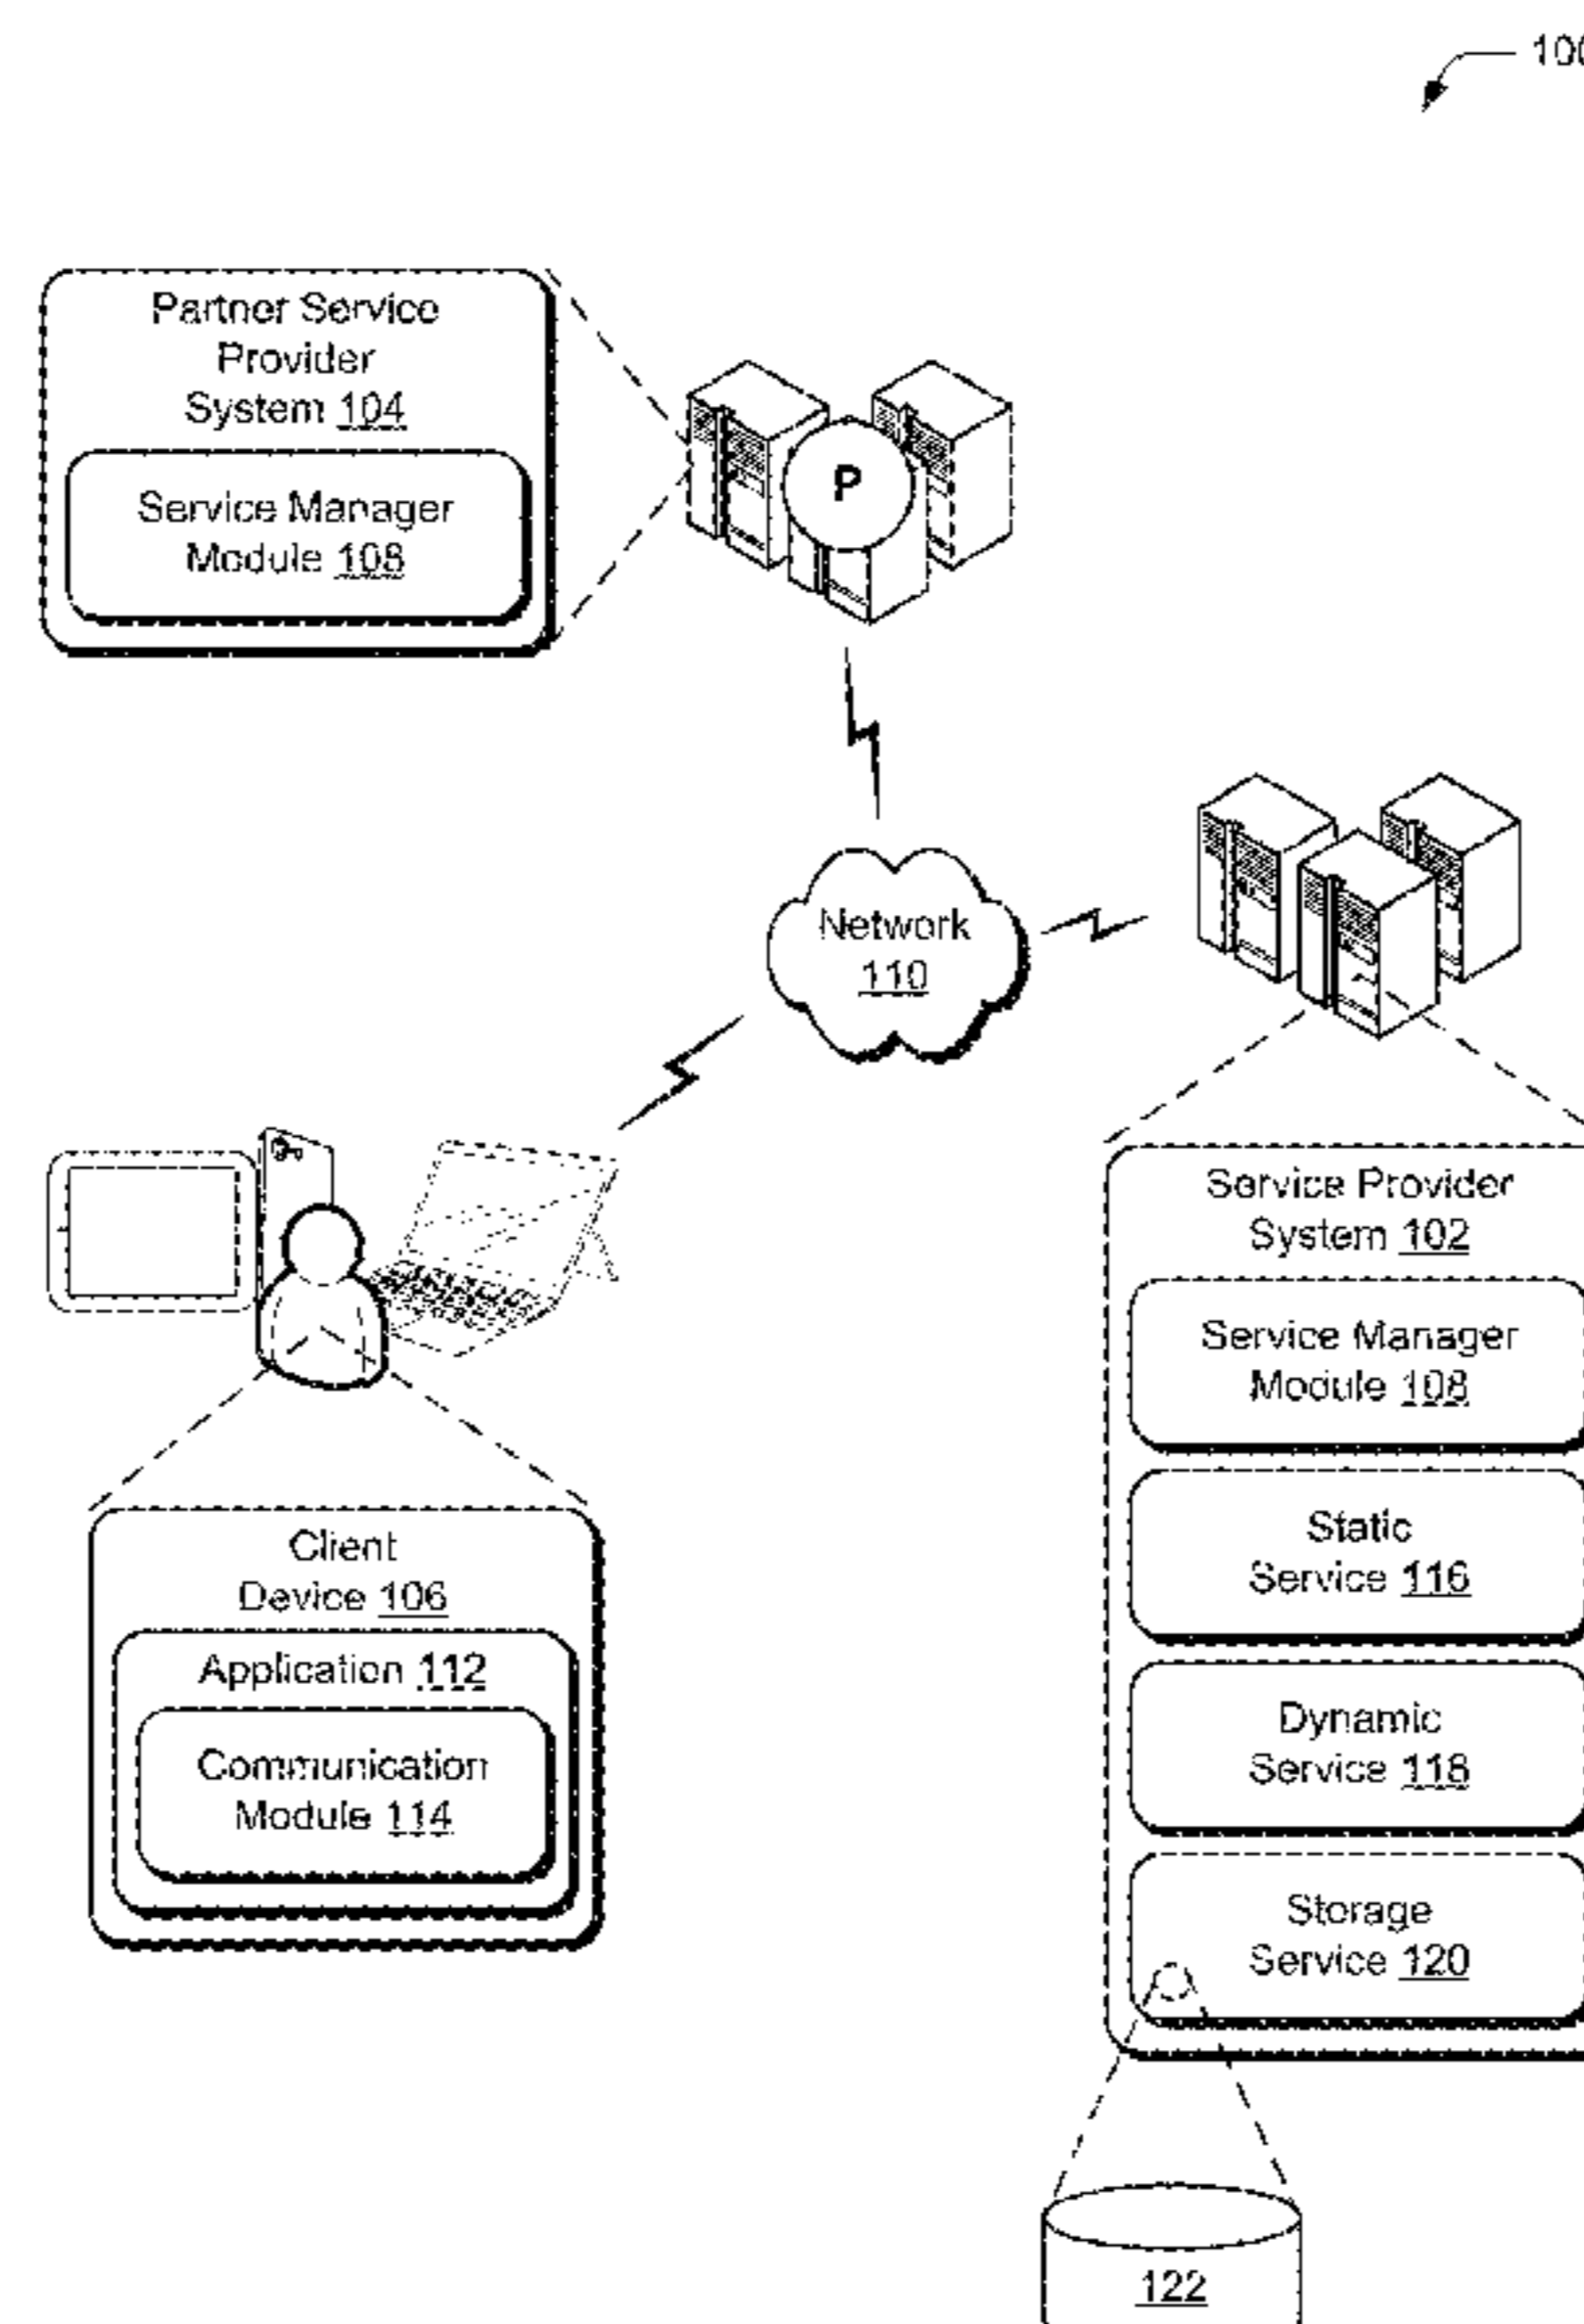 100
Partner Service
Provider
System 104
Service Manager
Module 108
P
Network
110
Service Provider
System 102
Service Manager
Module 108
Static
Service 116
Dynamic
Service 118
Storage
Service 120
Client
Device 106
Application 112
Communication
Module 114
122